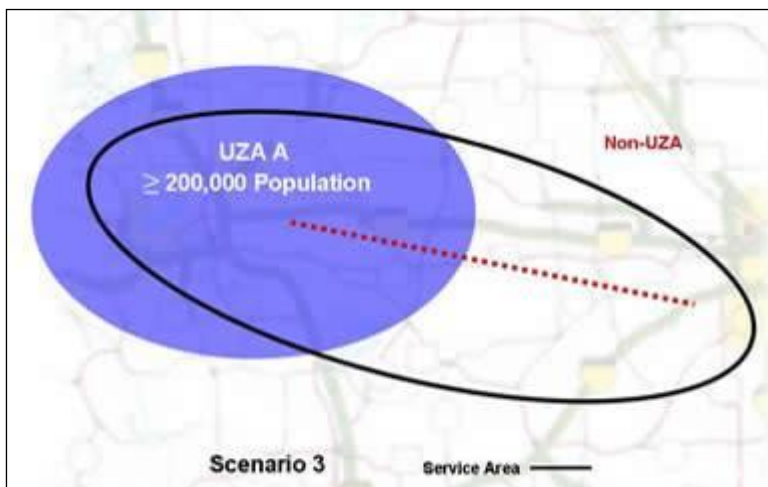 UZA A
≥ 200,000 Population
Non-UZA
Scenario 3
Service Area